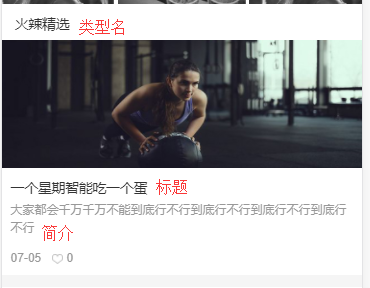 火辣精选 类型名
一个星期智能吃一个蛋 标题
大家都会千万千万不能到底行不行到底行不行到底行不行到底行
不行 简介
07-05 0